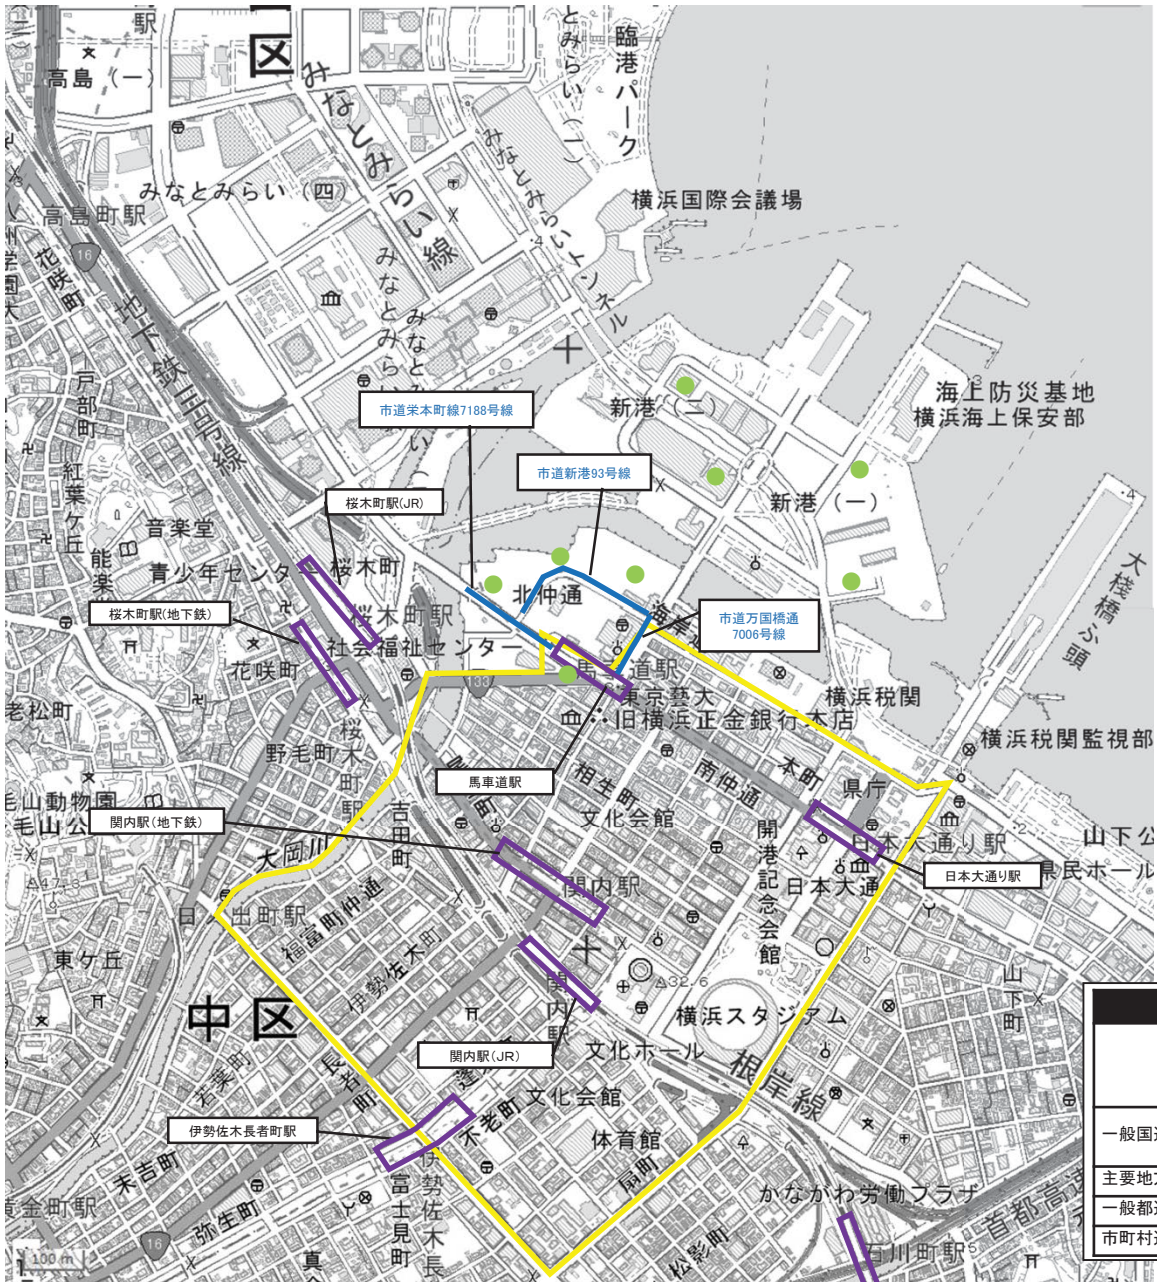 区
高島（一）
みなとみらい（四）
高島町駅
16
花咲町
戸部町
紅葉ケ丘
音楽堂
青少年センター
地下鉄三号線
みなとみらい線
みなとみらいトンネル
臨港パーク
横浜国際会議場
海上防災基地
横浜海上保安部
新港（二）
新港（一）
大桟橋ふ頭
市道栄本町線7188号線
市道新港93号線
桜木町駅(JR)
桜木町
桜木町駅
桜木町駅(地下鉄)
北仲通
市道万国橋通
7006号線
社会福祉センター
花咲町
老松町
野毛町
桜木町駅
133
東京藝大
旧横浜正金銀行本店
横浜税関
横浜税関監視部
馬車道駅
相生町
文化会館
南仲通
本町
県庁
吉田町
関内駅(地下鉄)
大岡川
関内駅
開港記念会館
日本大通り駅
日本大通
日本大通り駅
県民ホール
山下公
47.3
日ノ出町駅
福富町仲通
伊勢佐木町
東ケ丘
中区
32.6
横浜スタジアム
山下町
関内駅
関内駅(JR)
文化ホール
根岸線
若葉町
長者町
文化会館
不老町
伊勢佐木長者町駅
体育館
末吉町
扇町
黄金町駅
弥生町
富士見町
伊勢佐木長
かながわ労働プラザ
首都高速
松影町
石川町駅
16
真
100 m
一般国道
主要地方
一般都道
市町村道